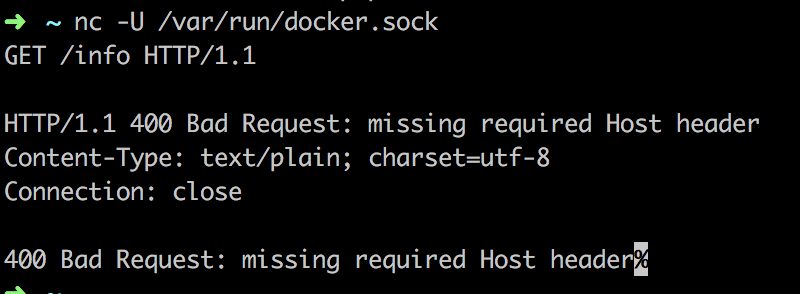 ➜ ~ nc -U /var/run/docker.sock
GET /info HTTP/1.1
HTTP/1.1 400 Bad Request: missing required Host header
Content-Type: text/plain; charset=utf-8
Connection: close
400 Bad Request: missing required Host header%